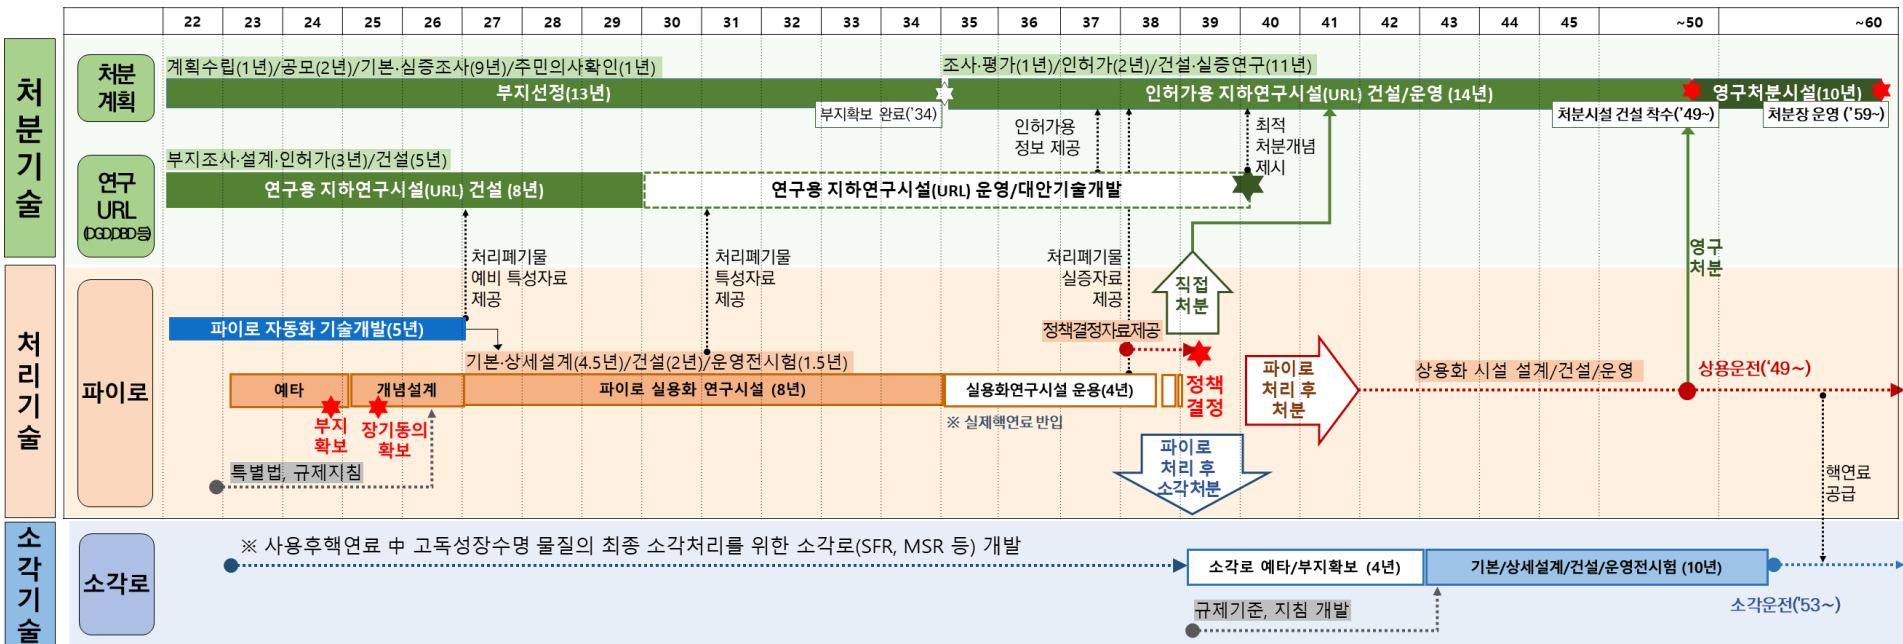 22 23 24 25 26 27 28 29 30 31 32 33 34 35 36 37 38 39 40 41 42 43 44 45 ~50 ~60
처분기술
처분
계획
계획수립(1년)/공모(2년)/기본·심층조사(9년)/주민의사확인(1년)
조사·평가(1년)/인허가(2년)/건설·실증연구(11년)
부지선정(13년)
인허가용 지하연구시설(URL) 건설/운영 (14년)
영구처분시설(10년)
부지확보 완료('34)
처분시설 건설 착수('49~)
처분장 운영 ('59~)
인허가용
정보 제공
최적
처분개념
제시
연구
URL
(DGD,DBD 등)
부지조사·설계·인허가(3년)/건설(5년)
연구용 지하연구시설(URL) 건설 (8년)
연구용 지하연구시설(URL) 운영/대안기술개발
처리폐기물
예비 특성자료
제공
처리폐기물
특성자료
제공
처리폐기물
실증자료
제공
직접
처분
영구
처분
처리기술
파이로
파이로 자동화 기술개발(5년)
정책결정자료제공
기본·상세설계(4.5년)/건설(2년)/운영전시험(1.5년)
예타
개념설계
파이로 실용화 연구시설 (8년)
실용화연구시설 운용(4년)
※ 실제핵연료 반입
정책
결정
파이로
처리 후
처분
상용화 시설 설계/건설/운영
상용운전('49~)
부지
확보
장기동의
확보
특별법, 규제지침
파이로
처리 후
소각처분
핵연료
공급
소각기술
소각로
※ 사용후핵연료 中 고독성장수명 물질의 최종 소각처리를 위한 소각로(SFR, MSR 등) 개발
소각로 예타/부지확보 (4년)
기본/상세설계/건설/운영전시험 (10년)
규제기준, 지침 개발
소각운전('53~)